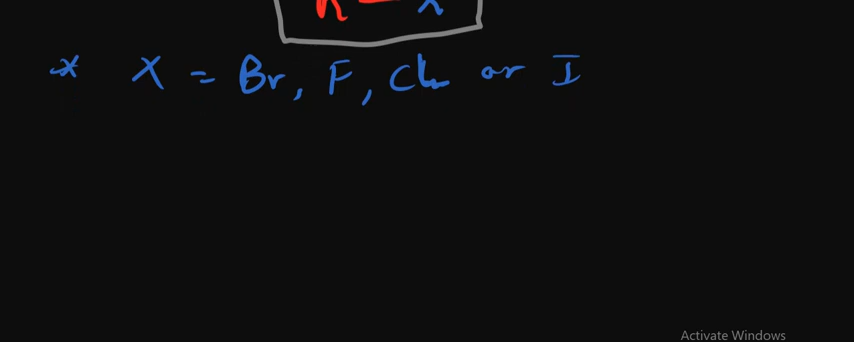 R — X
* X = Br, F, Cl or I
Activate Windows